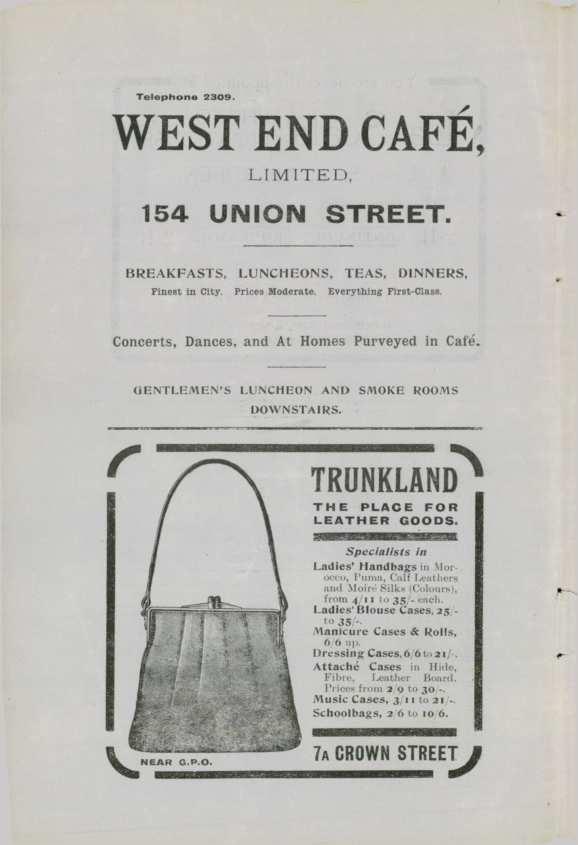 Telephone 2309.
WEST END CAFÉ,
LIMITED,
154 UNION STREET.
BREAKFASTS, LUNCHEONS, TEAS, DINNERS,
Finest in City. Prices Moderate. Everything First-Class.
Concerts, Dances, and At Homes Purveyed in Café.
GENTLEMEN'S LUNCHEON AND SMOKE ROOMS
DOWNSTAIRS.
TRUNKLAND
THE PLACE FOR
LEATHER GOODS.
Specialists in
Ladies' Handbags in Mor-
occo, Puma, Calf Leathers
and Moiré Silks (Colours),
from 4/11 to 35/- each.
Ladies' Blouse Cases, 25/-
to 35/-.
Manicure Cases & Rolls,
6/6 up.
Dressing Cases, 6/6 to 21/-.
Attaché Cases in Hide,
Fibre, Leather Board.
Prices from 2/9 to 30/-.
Music Cases, 3/11 to 21/-.
Schoolbags, 2/6 to 10/6.
NEAR G.P.O.
7A CROWN STREET